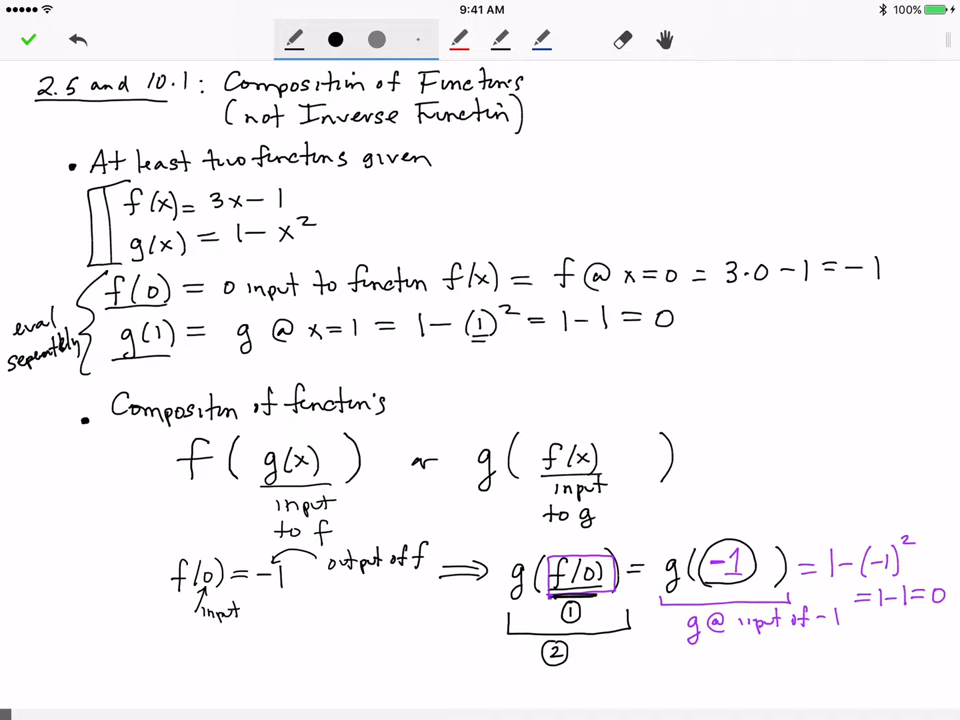 9:41 AM
100%
2.5 and 10.1: Composition of Functions
(not Inverse Function)
• At least two functions given
f(x) = 3x - 1
g(x) = 1 - x²
f(0) = 0 input to function f(x) = f @ x=0 = 3·0 - 1 = -1
eval seperately
g(1) = g @ x=1 = 1 - (1)² = 1 - 1 = 0
• Composition of functions
f( g(x) ) or g( f(x) )
input to f
input to g
f(0) = -1 output of f ⟹ g(f(0)) = g(-1) = 1-(-1)²
input
① g @ input of -1 = 1-1=0
②